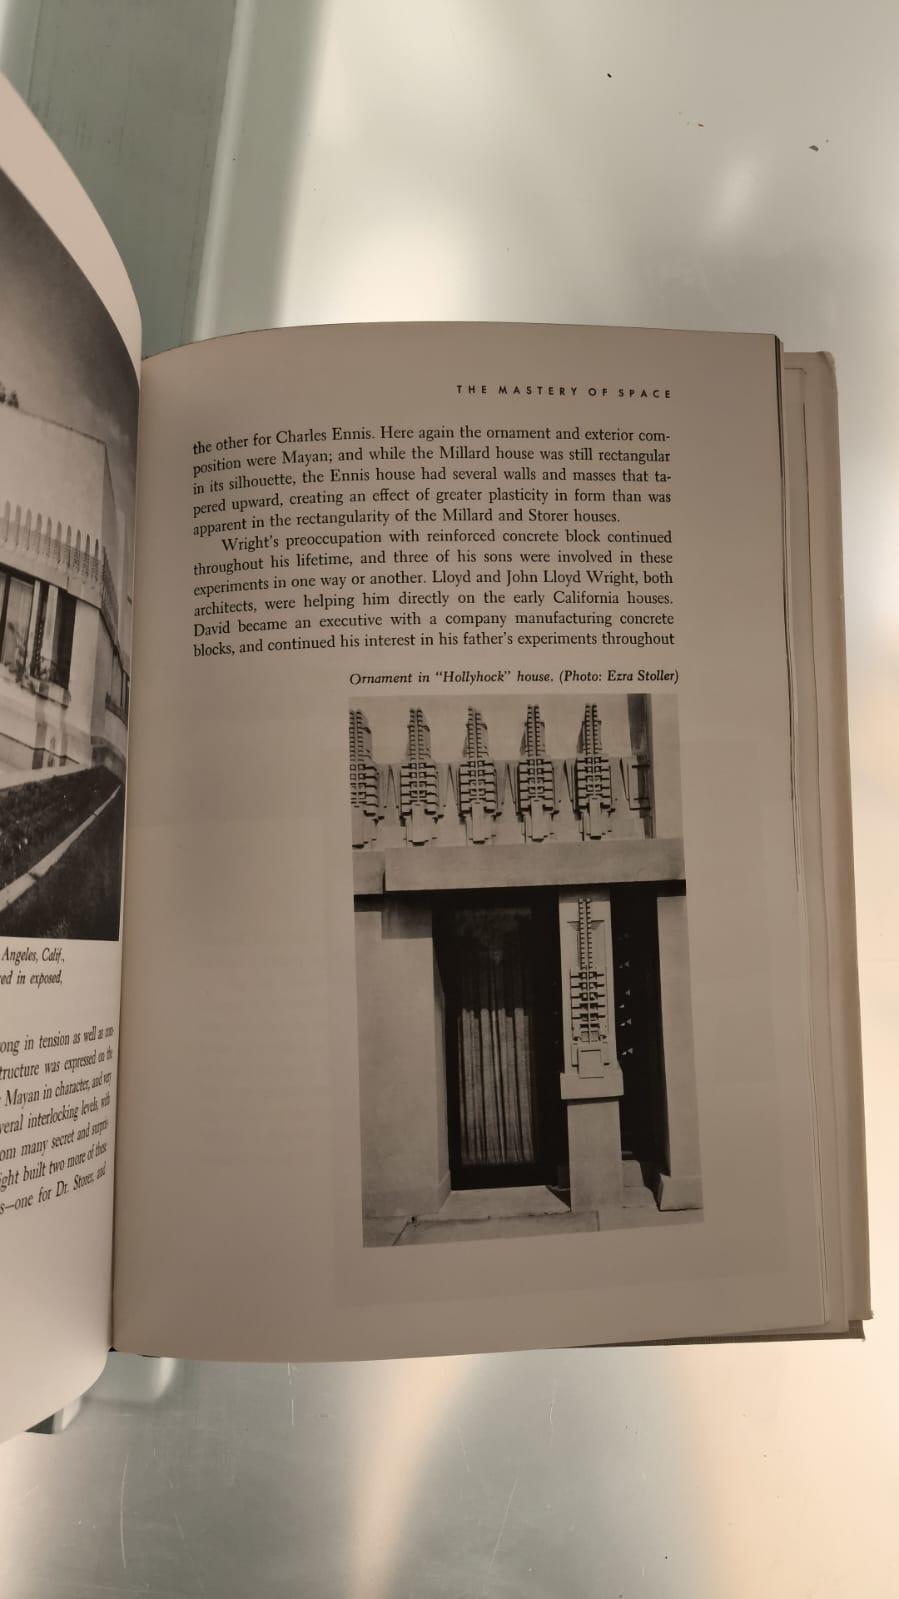 Angeles, Calif.,
ed in exposed,
ong in tension as well as com-
tructure was expressed on the
Mayan in character, and very
veral interlocking levels, with
om many secret and surpri-
ight built two more of these
s—one for Dr. Storer, and
THE MASTERY OF SPACE
the other for Charles Ennis. Here again the ornament and exterior com-
position were Mayan; and while the Millard house was still rectangular
in its silhouette, the Ennis house had several walls and masses that ta-
pered upward, creating an effect of greater plasticity in form than was
apparent in the rectangularity of the Millard and Storer houses.
Wright's preoccupation with reinforced concrete block continued
throughout his lifetime, and three of his sons were involved in these
experiments in one way or another. Lloyd and John Lloyd Wright, both
architects, were helping him directly on the early California houses.
David became an executive with a company manufacturing concrete
blocks, and continued his interest in his father's experiments throughout
Ornament in "Hollyhock" house. (Photo: Ezra Stoller)